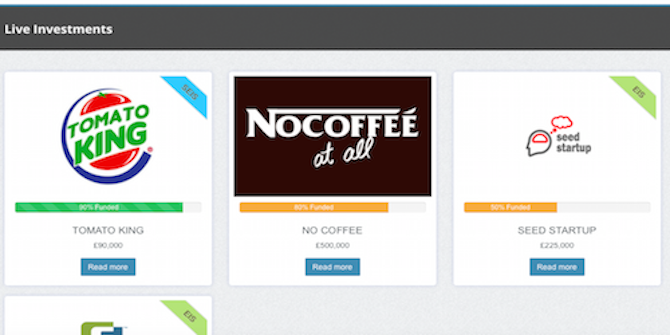 Live Investments
SEIS
TOMATO
KING
®
90% Funded
TOMATO KING
£90,000
Read more
NOCOFFEÉ
at all
80% Funded
NO COFFEE
£500,000
Read more
EIS
seed
startup
50% Funded
SEED STARTUP
£225,000
Read more
EIS